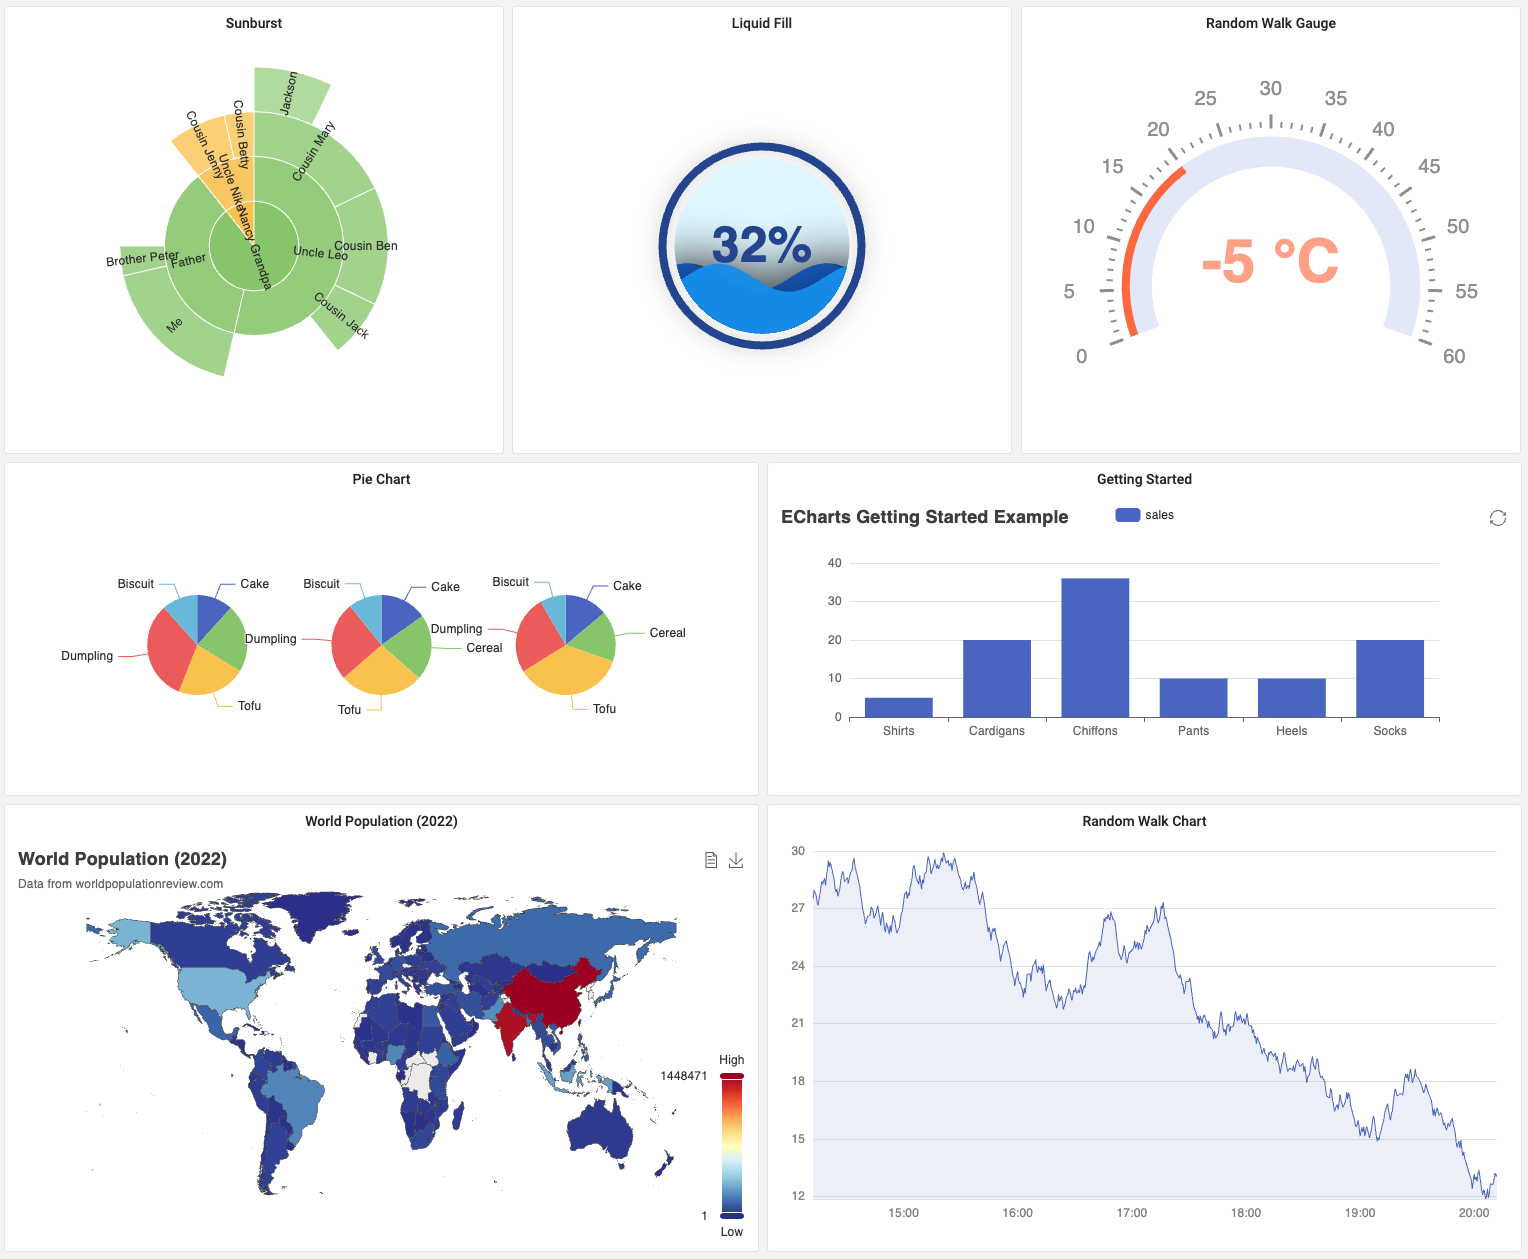 Sunburst
Jackson
Cousin Mary
Cousin Betty
Cousin Jenny
Uncle Nike
Nancy
Grandpa
Uncle Leo
Cousin Ben
Cousin Jack
Brother Peter
Father
Me
Liquid Fill
32%
Random Walk Gauge
0
5
10
15
20
25
30
35
40
45
50
55
60
-5 °C
Pie Chart
Biscuit
Cake
Dumpling
Tofu
Biscuit
Cake
Dumpling
Cereal
Tofu
Biscuit
Cake
Dumpling
Cereal
Tofu
Getting Started
ECharts Getting Started Example
sales
40
30
20
10
0
Shirts Cardigans Chiffons Pants Heels Socks
World Population (2022)
World Population (2022)
Data from worldpopulationreview.com
High
1448471
1
Low
Random Walk Chart
30
27
24
21
18
15
12
15:00 16:00 17:00 18:00 19:00 20:00